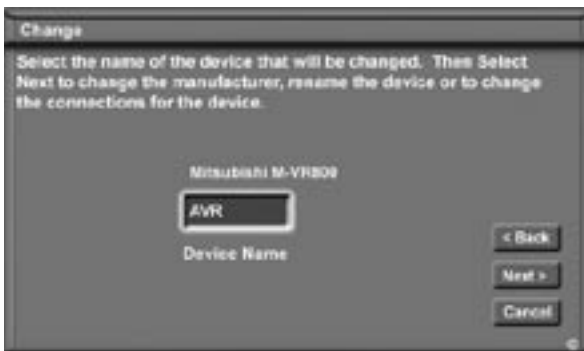 Change
Select the name of the device that will be changed. Then Select
Next to change the manufacturer, rename the device or to change
the connections for the device.
Mitsubishi M-VR800
AVR
Device Name
< Back
Next >
Cancel